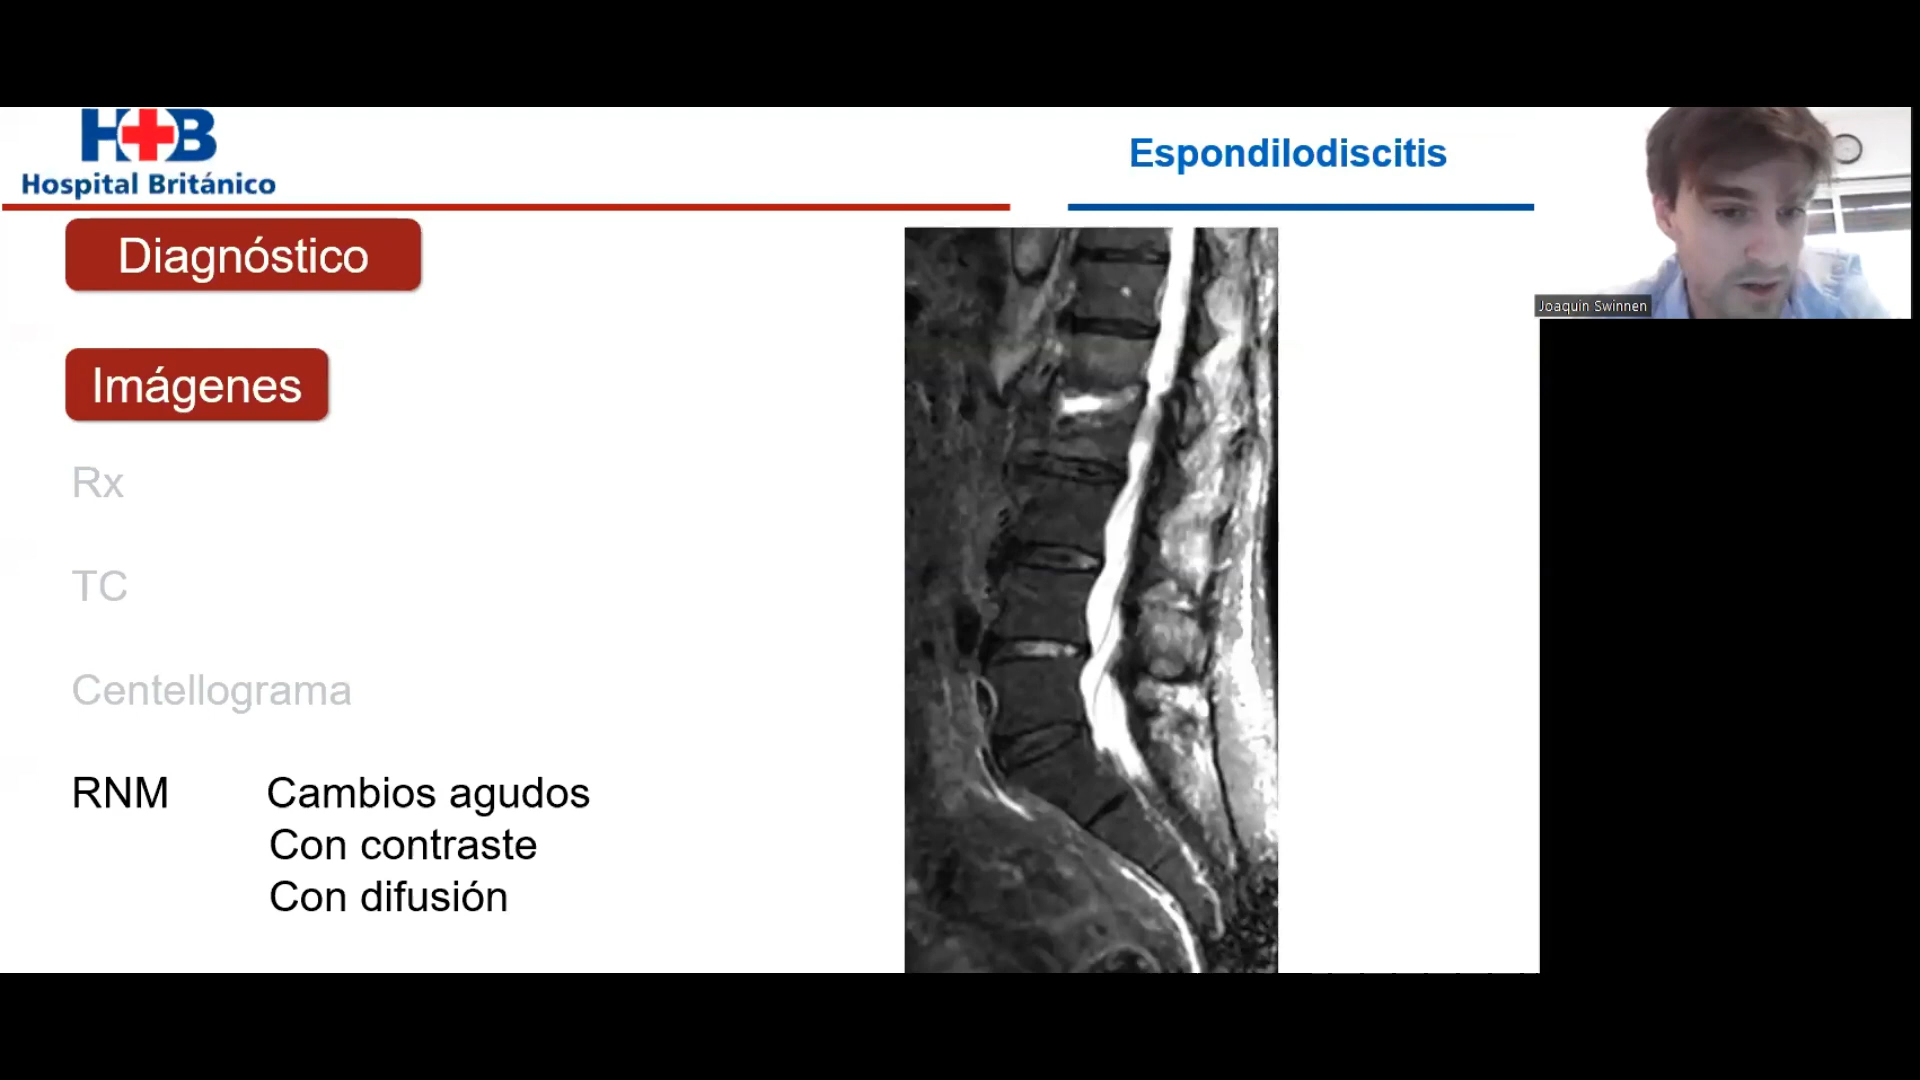 H+B
Hospital Británico
Espondilodiscitis
Joaquin Swinnen
Diagnóstico
Imágenes
Rx
TC
Centellograma
RNM Cambios agudos
Con contraste
Con difusión